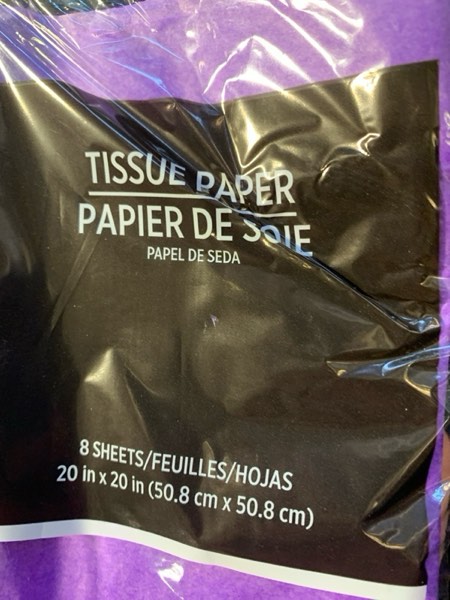 TISSUE PAPER
PAPIER DE SOIE
PAPEL DE SEDA
8 SHEETS/FEUILLES/HOJAS
20 in x 20 in (50.8 cm x 50.8 cm)